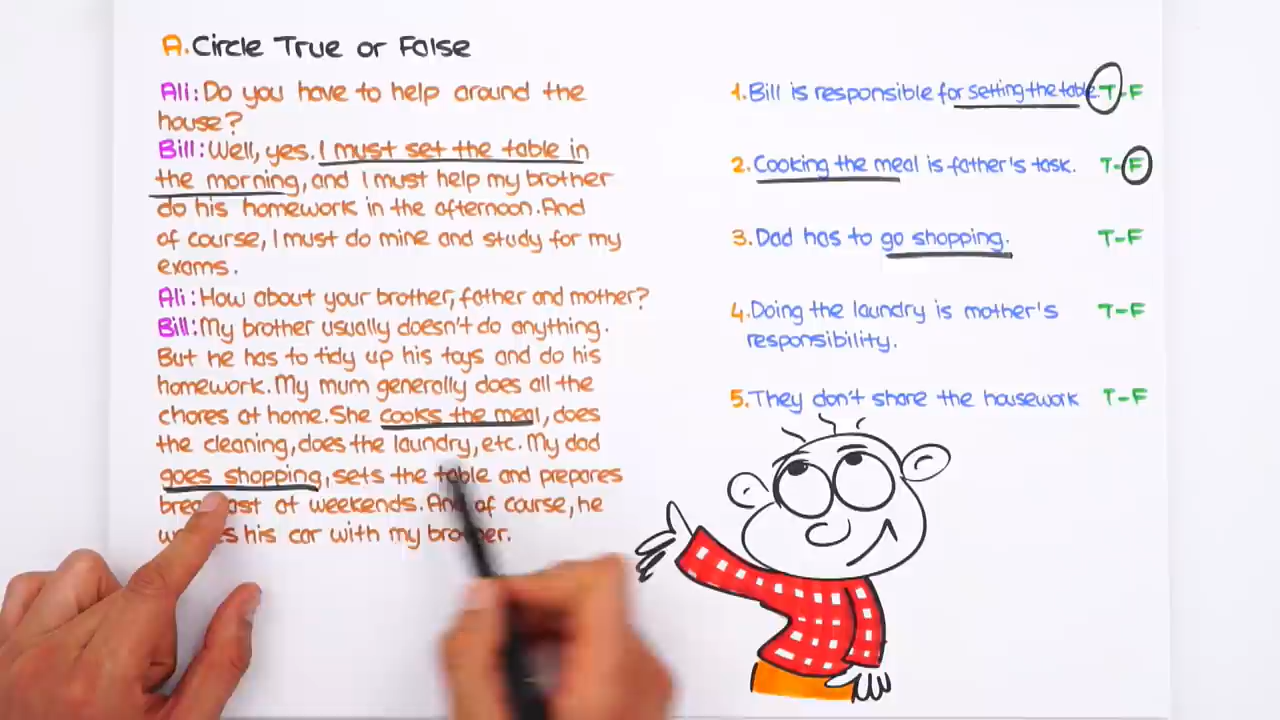 A. Circle True or False
Ali: Do you have to help around the
house?
Bill: Well, yes. I must set the table in
the morning, and I must help my brother
do his homework in the afternoon. And
of course, I must do mine and study for my
exams.
Ali: How about your brother, father and mother?
Bill: My brother usually doesn't do anything.
But he has to tidy up his toys and do his
homework. My mum generally does all the
chores at home. She cooks the meal, does
the cleaning, does the laundry, etc. My dad
goes shopping, sets the table and prepares
at weekends. And of course, he
his car with my brother.
1. Bill is responsible for setting the table. T-F
2. Cooking the meal is father's task. T-F
3. Dad has to go shopping. T-F
4. Doing the laundry is mother's T-F
responsibility.
5. They don't share the housework T-F